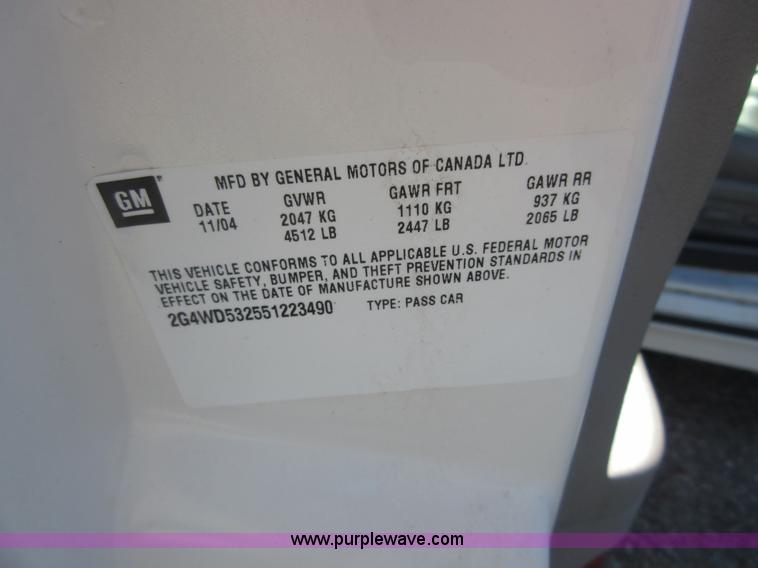 GM
MFD BY GENERAL MOTORS OF CANADA LTD.
DATE GVWR GAWR FRT GAWR RR
11/04 2047 KG 1110 KG 937 KG
4512 LB 2447 LB 2065 LB
THIS VEHICLE CONFORMS TO ALL APPLICABLE U.S. FEDERAL MOTOR
VEHICLE SAFETY, BUMPER, AND THEFT PREVENTION STANDARDS IN
EFFECT ON THE DATE OF MANUFACTURE SHOWN ABOVE.
2G4WD532551223490 TYPE: PASS CAR
www.purplewave.com